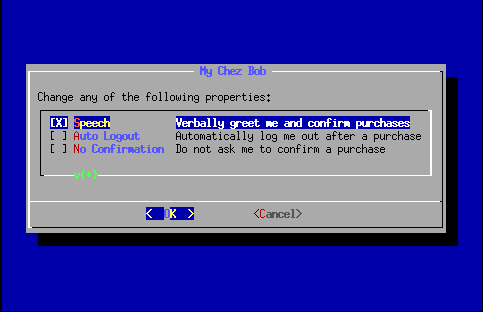 My Chez Bob
Change any of the following properties:
[X] Speech Verbally greet me and confirm purchases
[ ] Auto Logout Automatically log me out after a purchase
[ ] No Confirmation Do not ask me to confirm a purchase
v(+)
< OK > <Cancel>